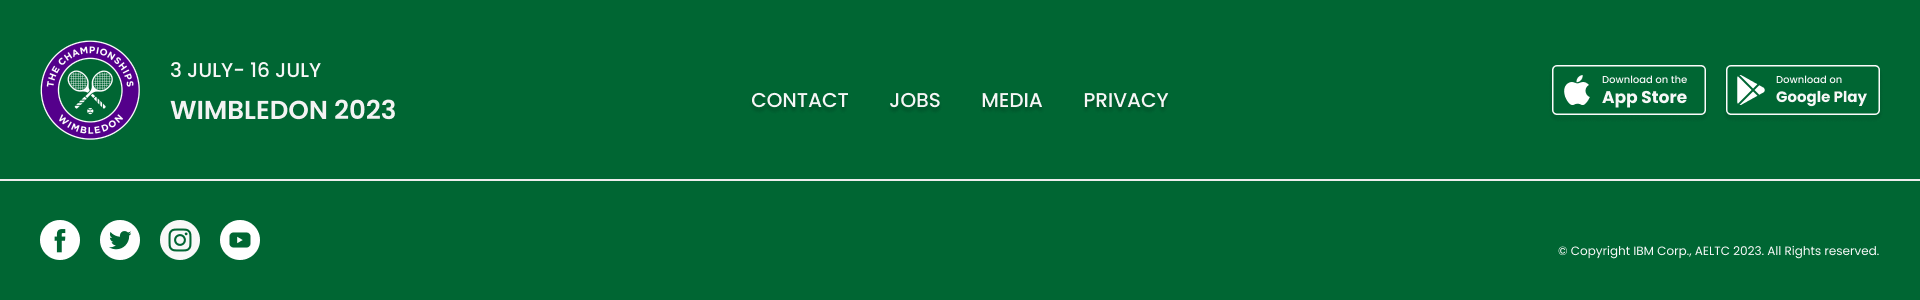 THE CHAMPIONSHIPS
WIMBLEDON
3 JULY- 16 JULY
WIMBLEDON 2023
CONTACT
JOBS
MEDIA
PRIVACY
Download on the
App Store
Download on
Google Play
© Copyright IBM Corp., AELTC 2023. All Rights reserved.